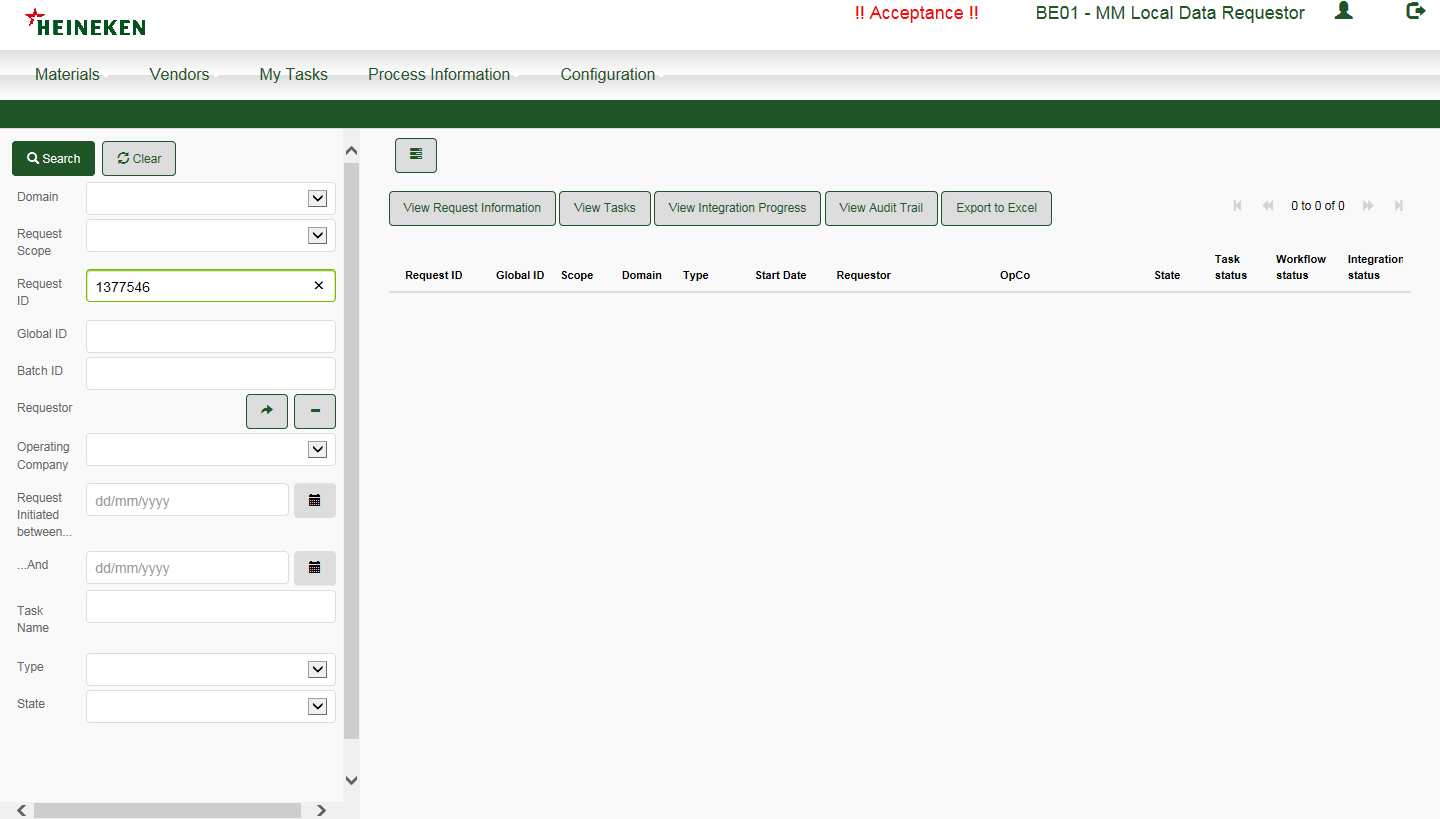 HEINEKEN
!! Acceptance !!
BE01 - MM Local Data Requestor
Materials
Vendors
My Tasks
Process Information
Configuration
Search
Clear
Domain
Request
Scope
Request
ID
1377546
Global ID
Batch ID
Requestor
Operating
Company
Request
Initiated
between...
dd/mm/yyyy
...And
dd/mm/yyyy
Task
Name
Type
State
View Request Information
View Tasks
View Integration Progress
View Audit Trail
Export to Excel
0 to 0 of 0
Request ID
Global ID
Scope
Domain
Type
Start Date
Requestor
OpCo
State
Task
status
Workflow
status
Integration
status